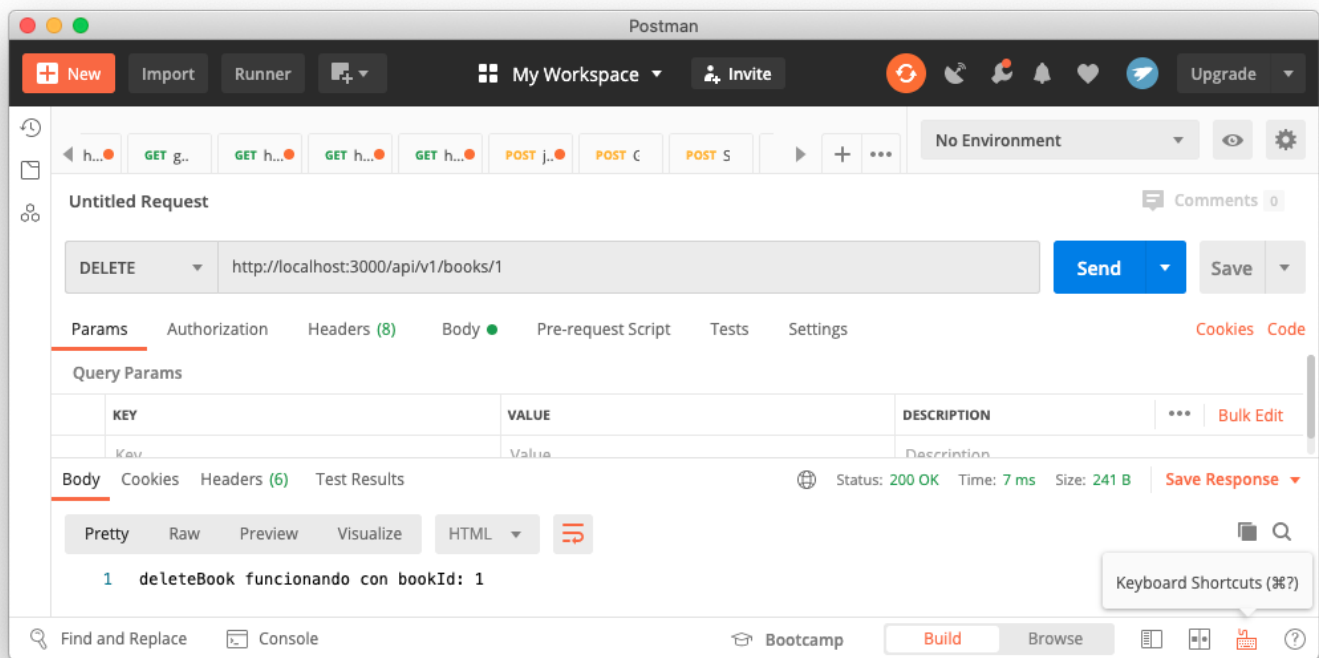 Postman
New Import Runner My Workspace Invite Upgrade
h... GET g.. GET h... GET h... GET h... POST j.. POST POST S No Environment
Untitled Request Comments 0
DELETE http://localhost:3000/api/v1/books/1 Send Save
Params Authorization Headers (8) Body Pre-request Script Tests Settings Cookies Code
Query Params
KEY VALUE DESCRIPTION ••• Bulk Edit
Key Value Description
Body Cookies Headers (6) Test Results Status: 200 OK Time: 7 ms Size: 241 B Save Response
Pretty Raw Preview Visualize HTML
1 deleteBook funcionando con bookId: 1
Keyboard Shortcuts (⌘?)
Find and Replace Console Bootcamp Build Browse